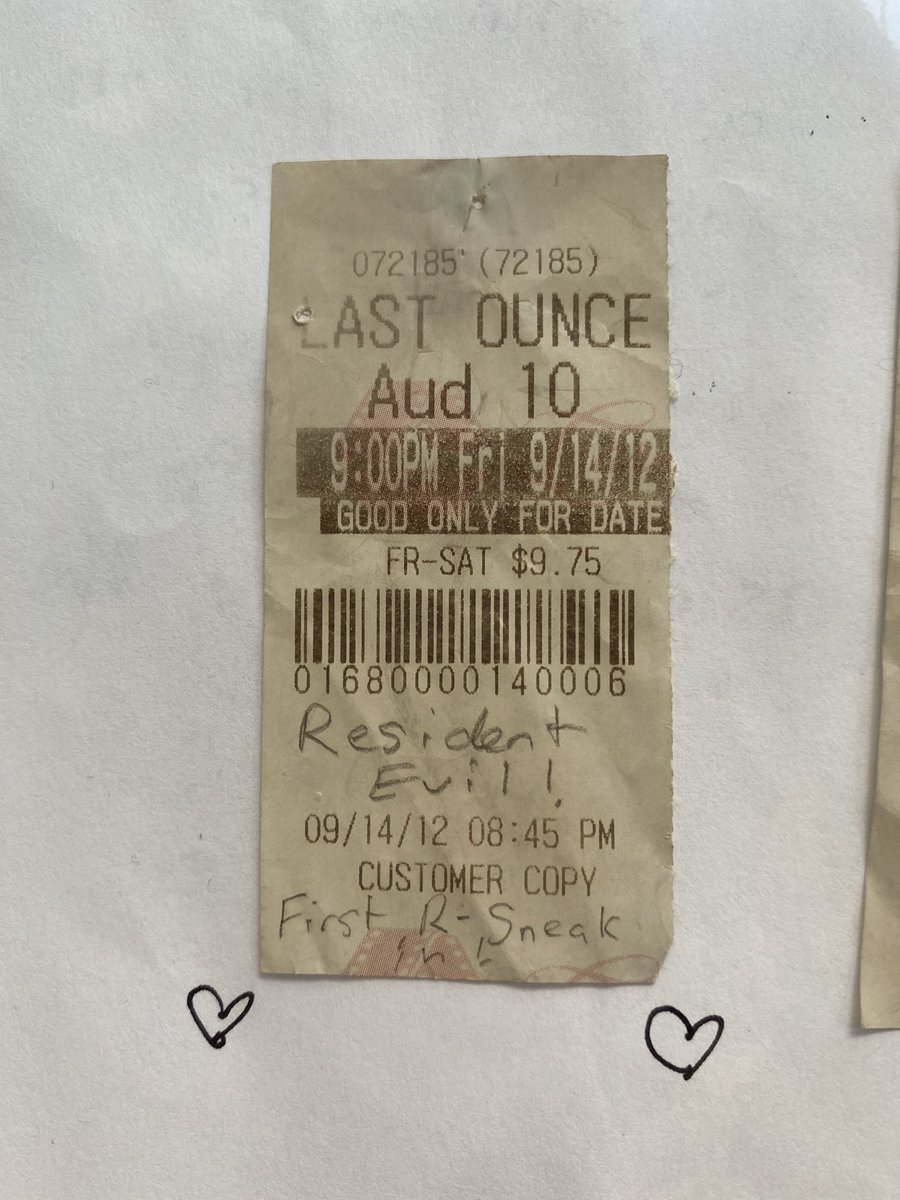 072185 (72185)
LAST OUNCE
Aud 10
9:00PM Fri 9/14/12
GOOD ONLY FOR DATE
FR-SAT $9.75
01680000140006
Resident
Evil!
09/14/12 08:45 PM
CUSTOMER COPY
First R-Sneak
in!